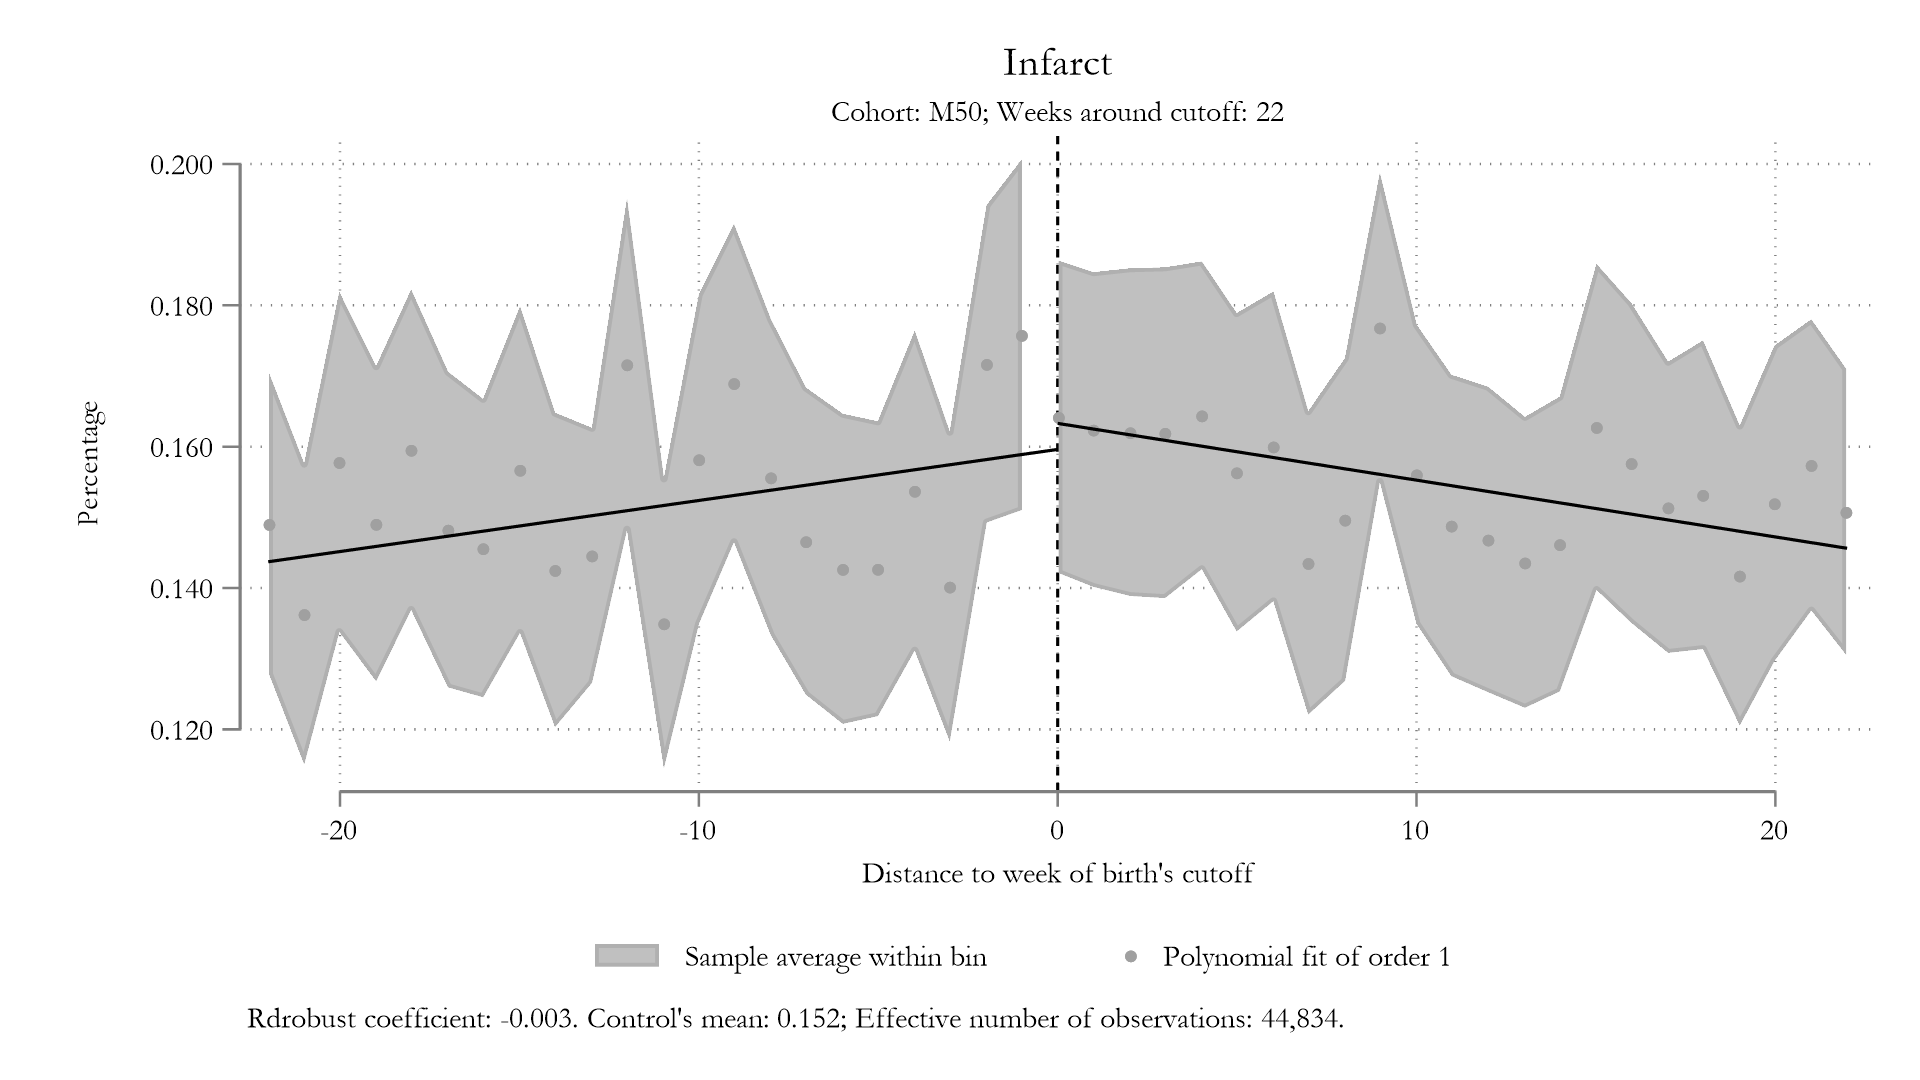 Infarct
Cohort: M50; Weeks around cutoff: 22
0.200
0.180
0.160
0.140
0.120
Percentage
-20
-10
0
10
20
Distance to week of birth's cutoff
Sample average within bin
Polynomial fit of order 1
Rdrobust coefficient: -0.003. Control's mean: 0.152; Effective number of observations: 44,834.